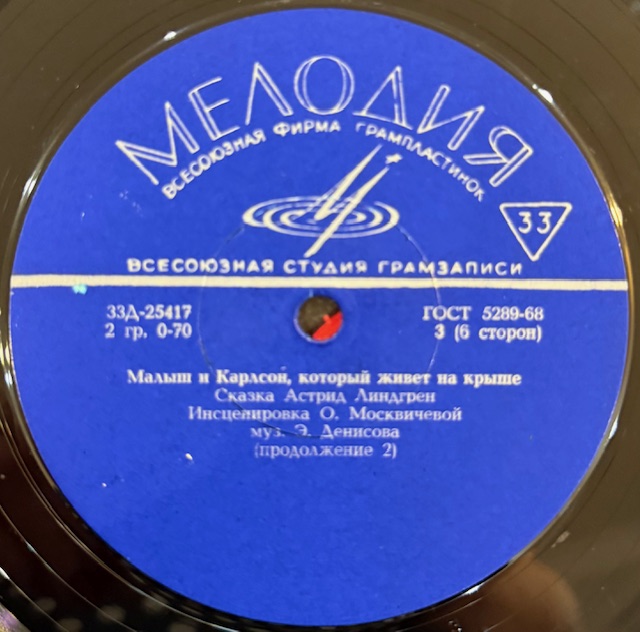 МЕЛОДИЯ
ВСЕСОЮЗНАЯ ФИРМА ГРАМПЛАСТИНОК
33
ВСЕСОЮЗНАЯ СТУДИЯ ГРАМЗАПИСИ
33Д-25417
2 гр. 0-70
ГОСТ 5289-68
3 (6 сторон)
Малыш и Карлсон, который живет на крыше
Сказка Астрид Линдгрен
Инсценировка О. Москвичевой
муз. Э. Денисова
(продолжение 2)